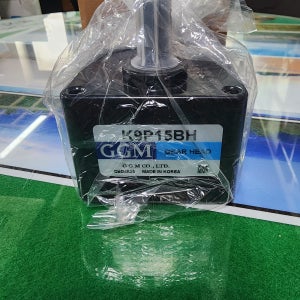 K9P15BH
GGM GEAR HEAD
G.G.M CO., LTD.
MADE IN KOREA